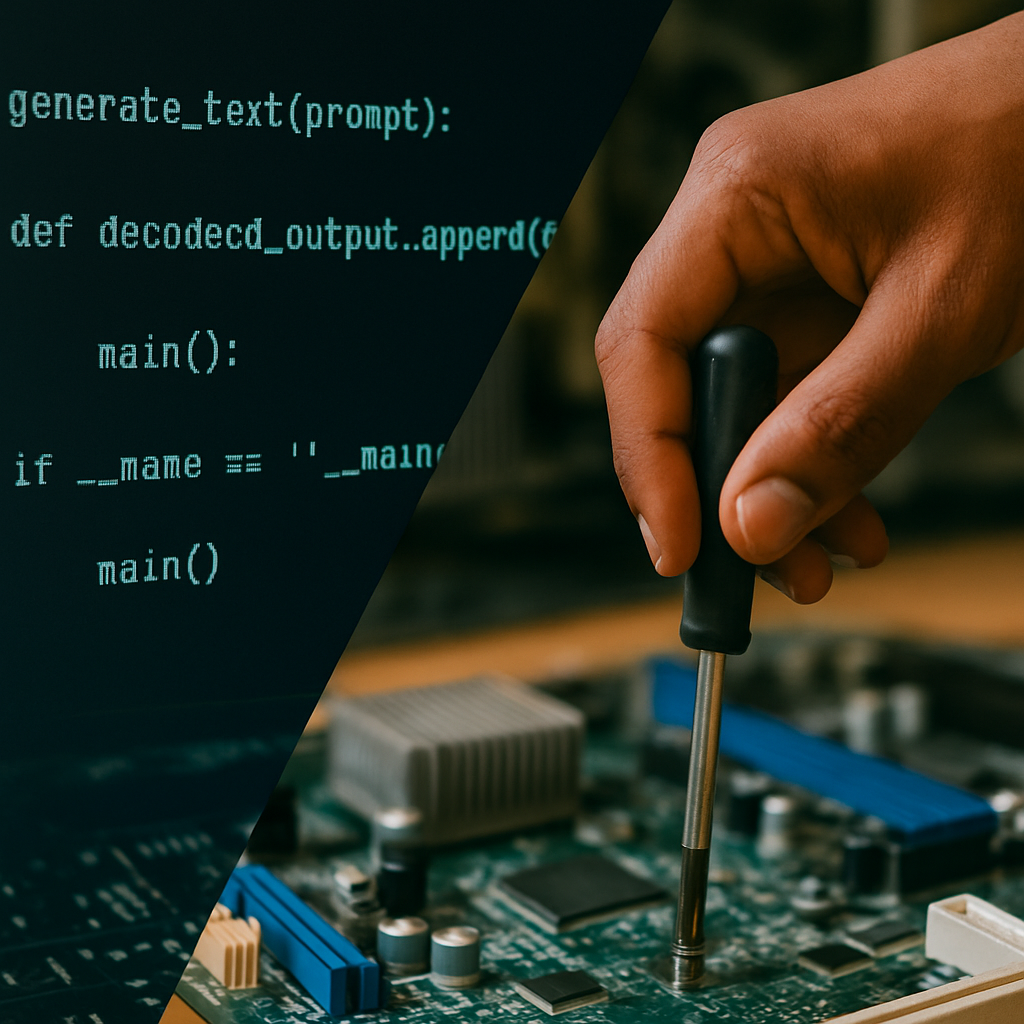 generate_text(prompt):
def decodecd_output..apperd(
main():
if __mame == ''__main
main()